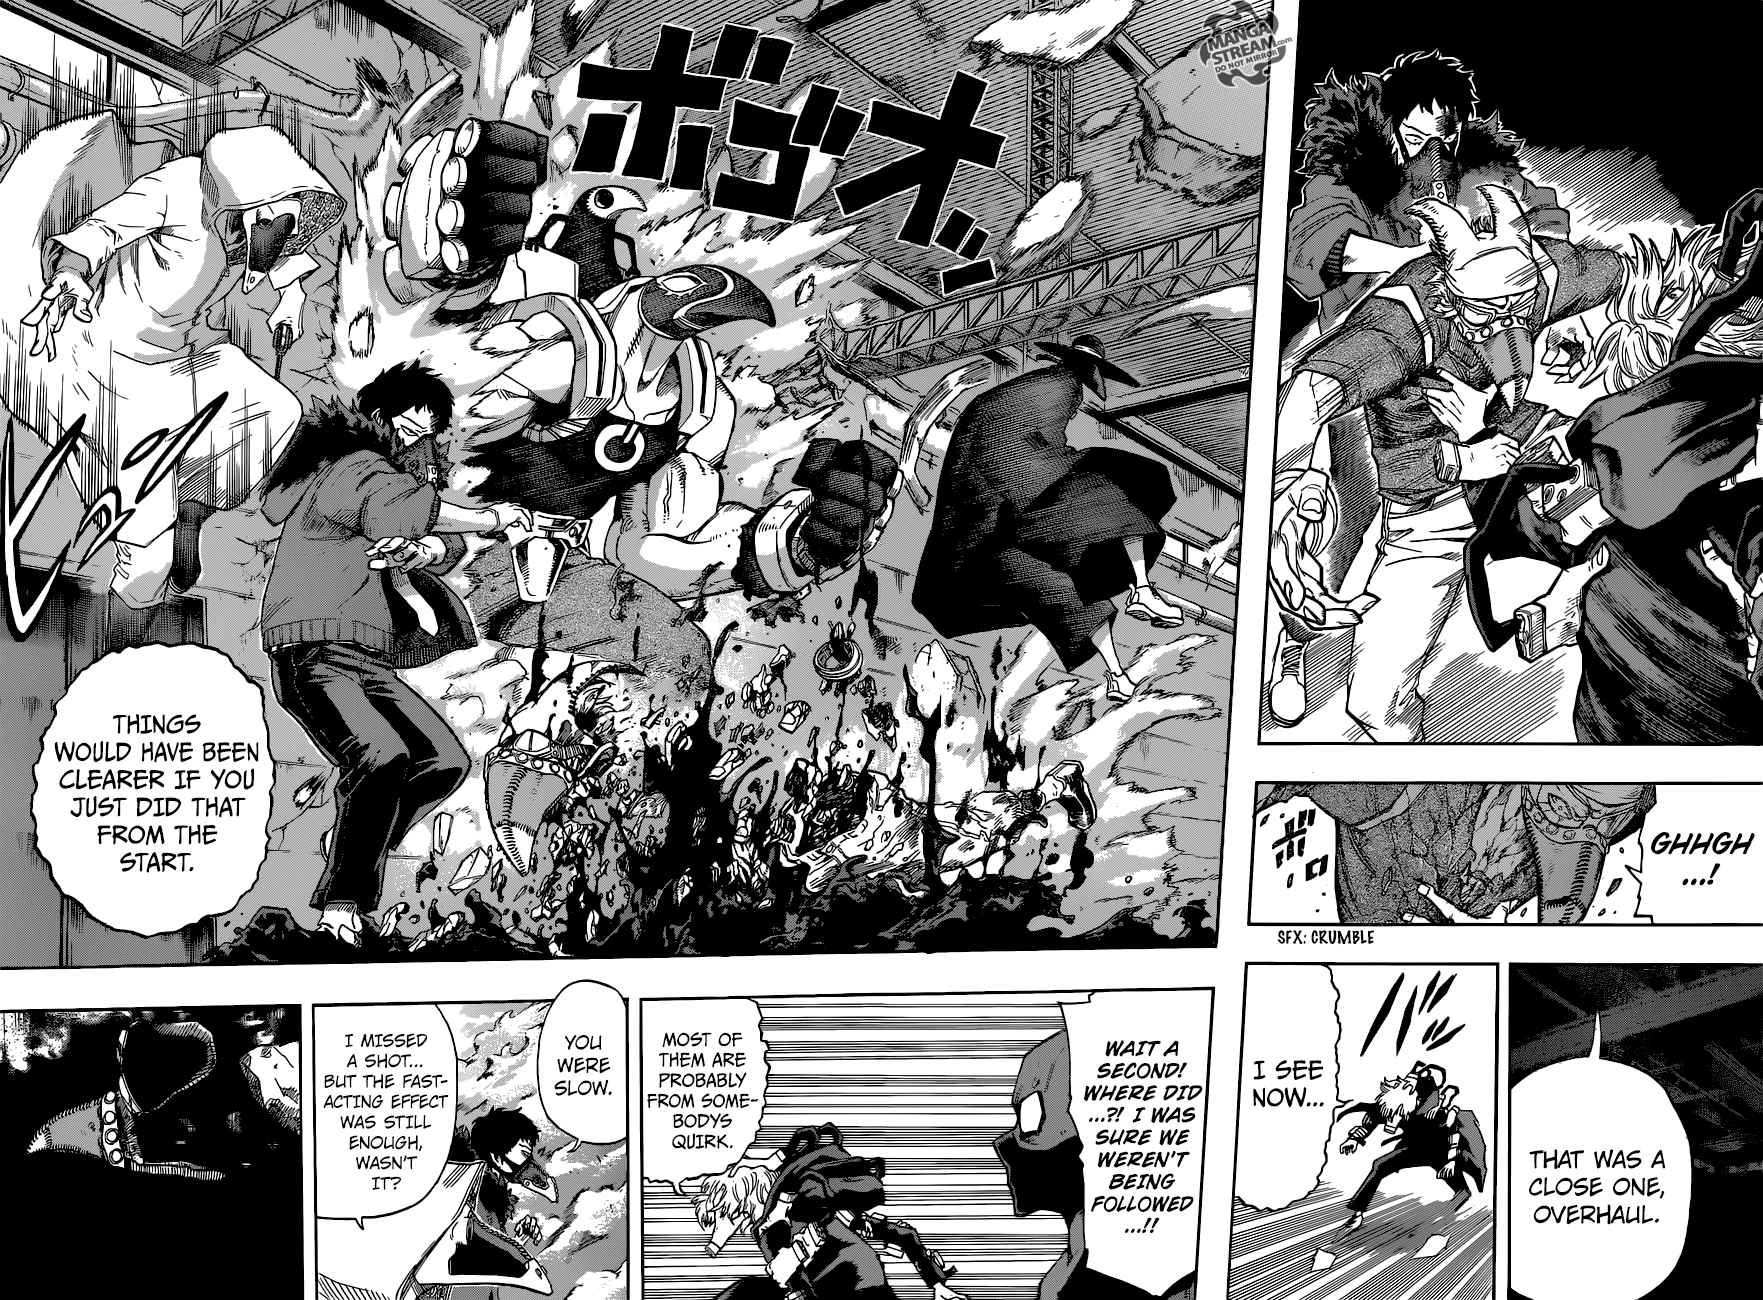 MANGA
STREAM.com
DO NOT MIRROR
GHHGH
...!
SFX: CRUMBLE
ボゴオッ
THINGS
WOULD HAVE BEEN
CLEARER IF YOU
JUST DID THAT
FROM THE
START.
THAT WAS A
CLOSE ONE,
OVERHAUL.
I SEE
NOW...
WAIT A
SECOND!
WHERE DID
...?! I WAS
SURE WE
WEREN'T
BEING
FOLLOWED
...!!
MOST OF
THEM ARE
PROBABLY
FROM SOME-
BODYS
QUIRK.
YOU
WERE
SLOW.
I MISSED
A SHOT...
BUT THE FAST-
ACTING EFFECT
WAS STILL
ENOUGH,
WASN'T
IT?